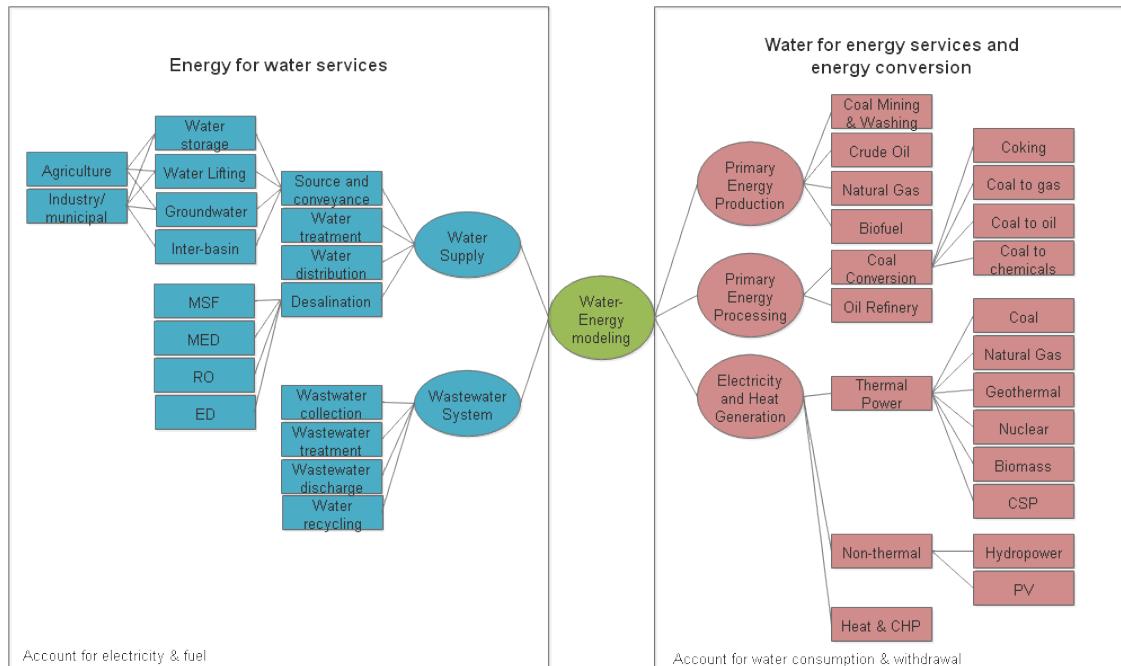 Energy for water services
Water
storage
Agriculture
Water Lifting
Industry/
municipal
Groundwater
Inter-basin
Source and
conveyance
Water
treatment
Water
distribution
Desalination
Water
Supply
MSF
MED
RO
ED
Wastwater
collection
Wastewater
treatment
Wastewater
discharge
Water
recycling
Wastewater
System
Account for electricity & fuel
Water-
Energy
modeling
Water for energy services and
energy conversion
Primary
Energy
Production
Coal Mining
& Washing
Crude Oil
Natural Gas
Biofuel
Primary
Energy
Processing
Coal
Conversion
Oil Refinery
Coking
Coal to gas
Coal to oil
Coal to
chemicals
Electricity
and Heat
Generation
Thermal
Power
Coal
Natural Gas
Geothermal
Nuclear
Biomass
CSP
Non-thermal
Hydropower
PV
Heat & CHP
Account for water consumption & withdrawal